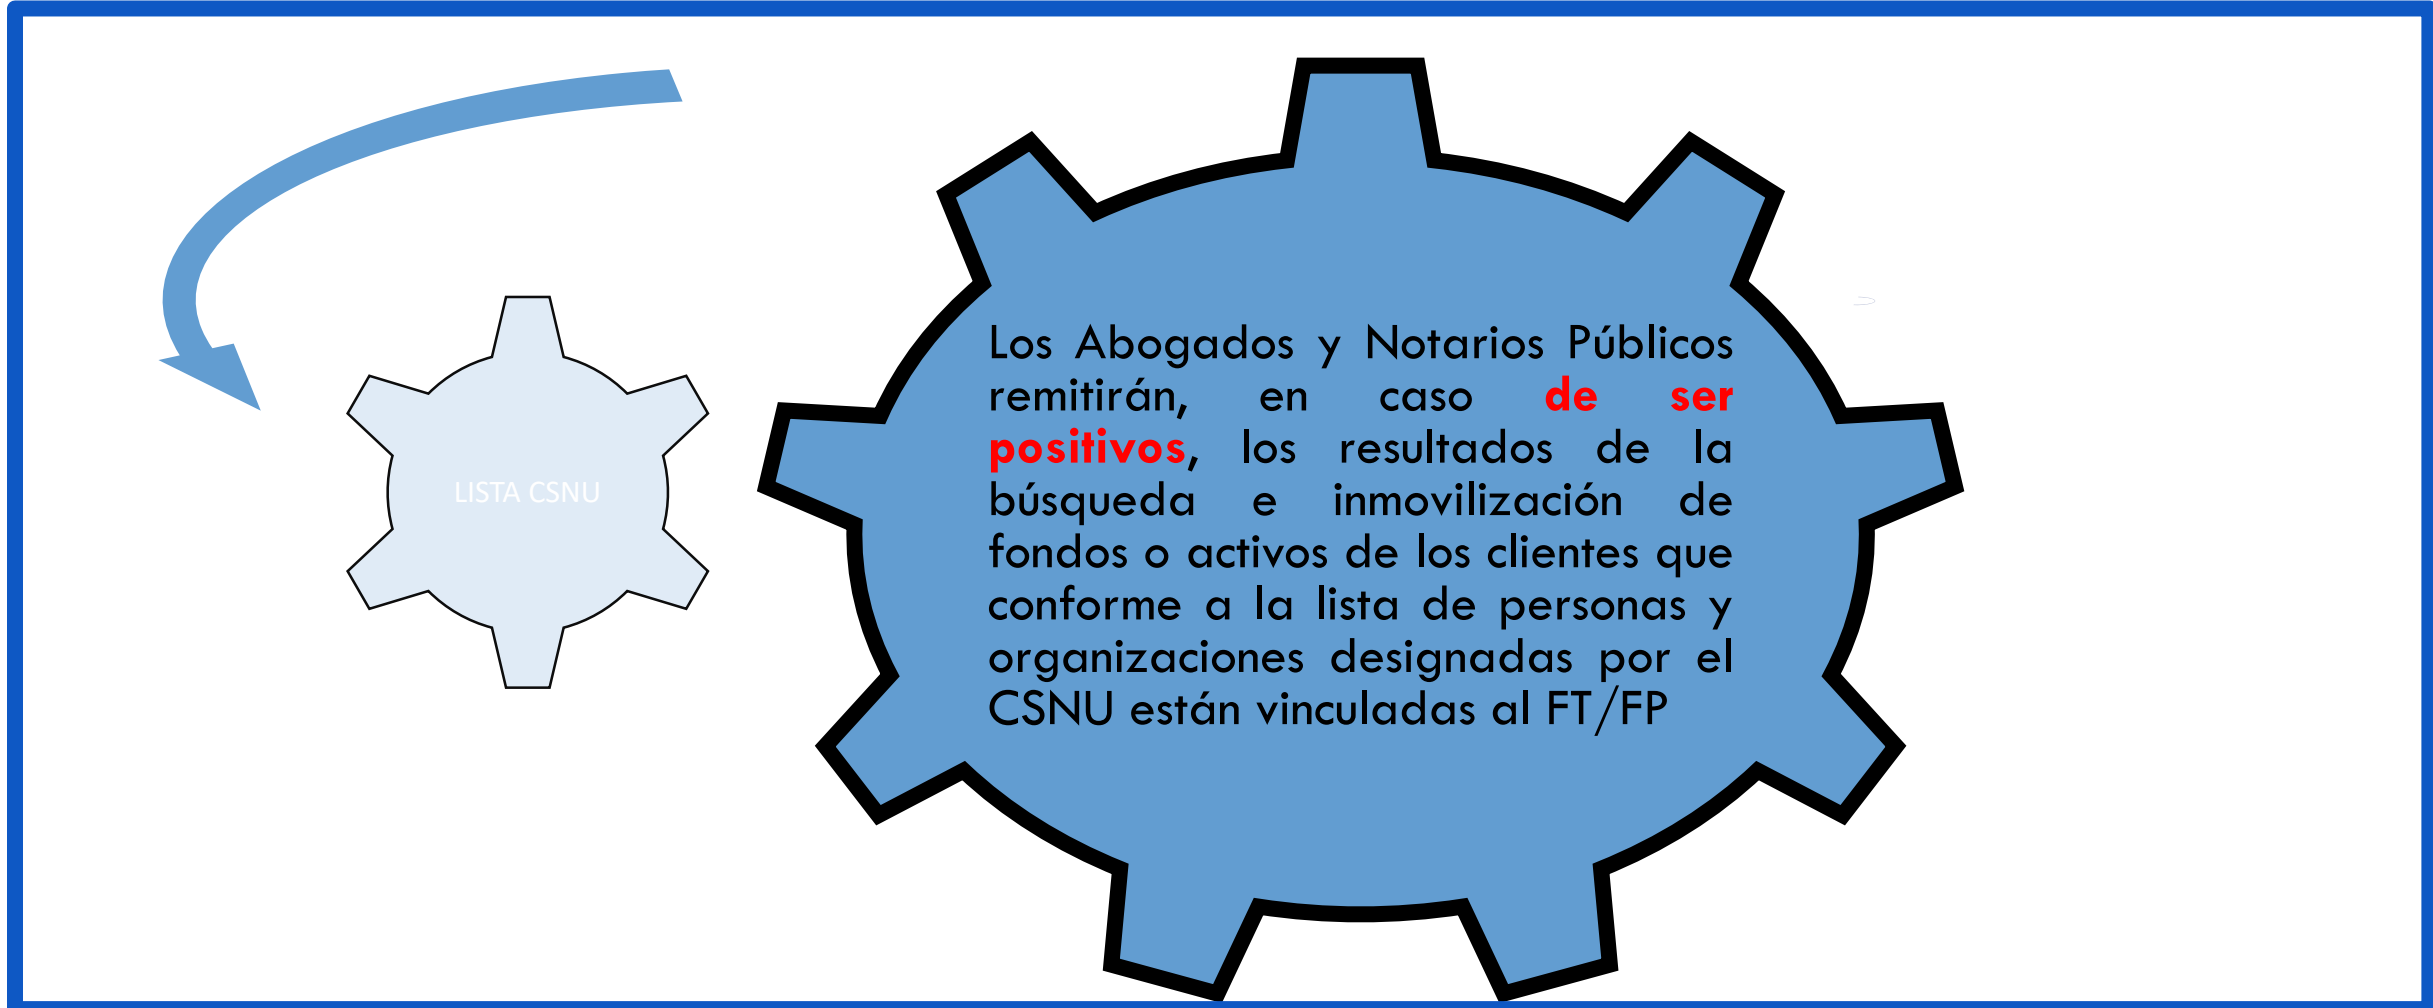 LISTA CSNU
Los Abogados y Notarios Públicos
remitirán, en caso de ser
positivos, los resultados de la
búsqueda e inmovilización de
fondos o activos de los clientes que
conforme a la lista de personas y
organizaciones designadas por el
CSNU están vinculadas al FT/FP